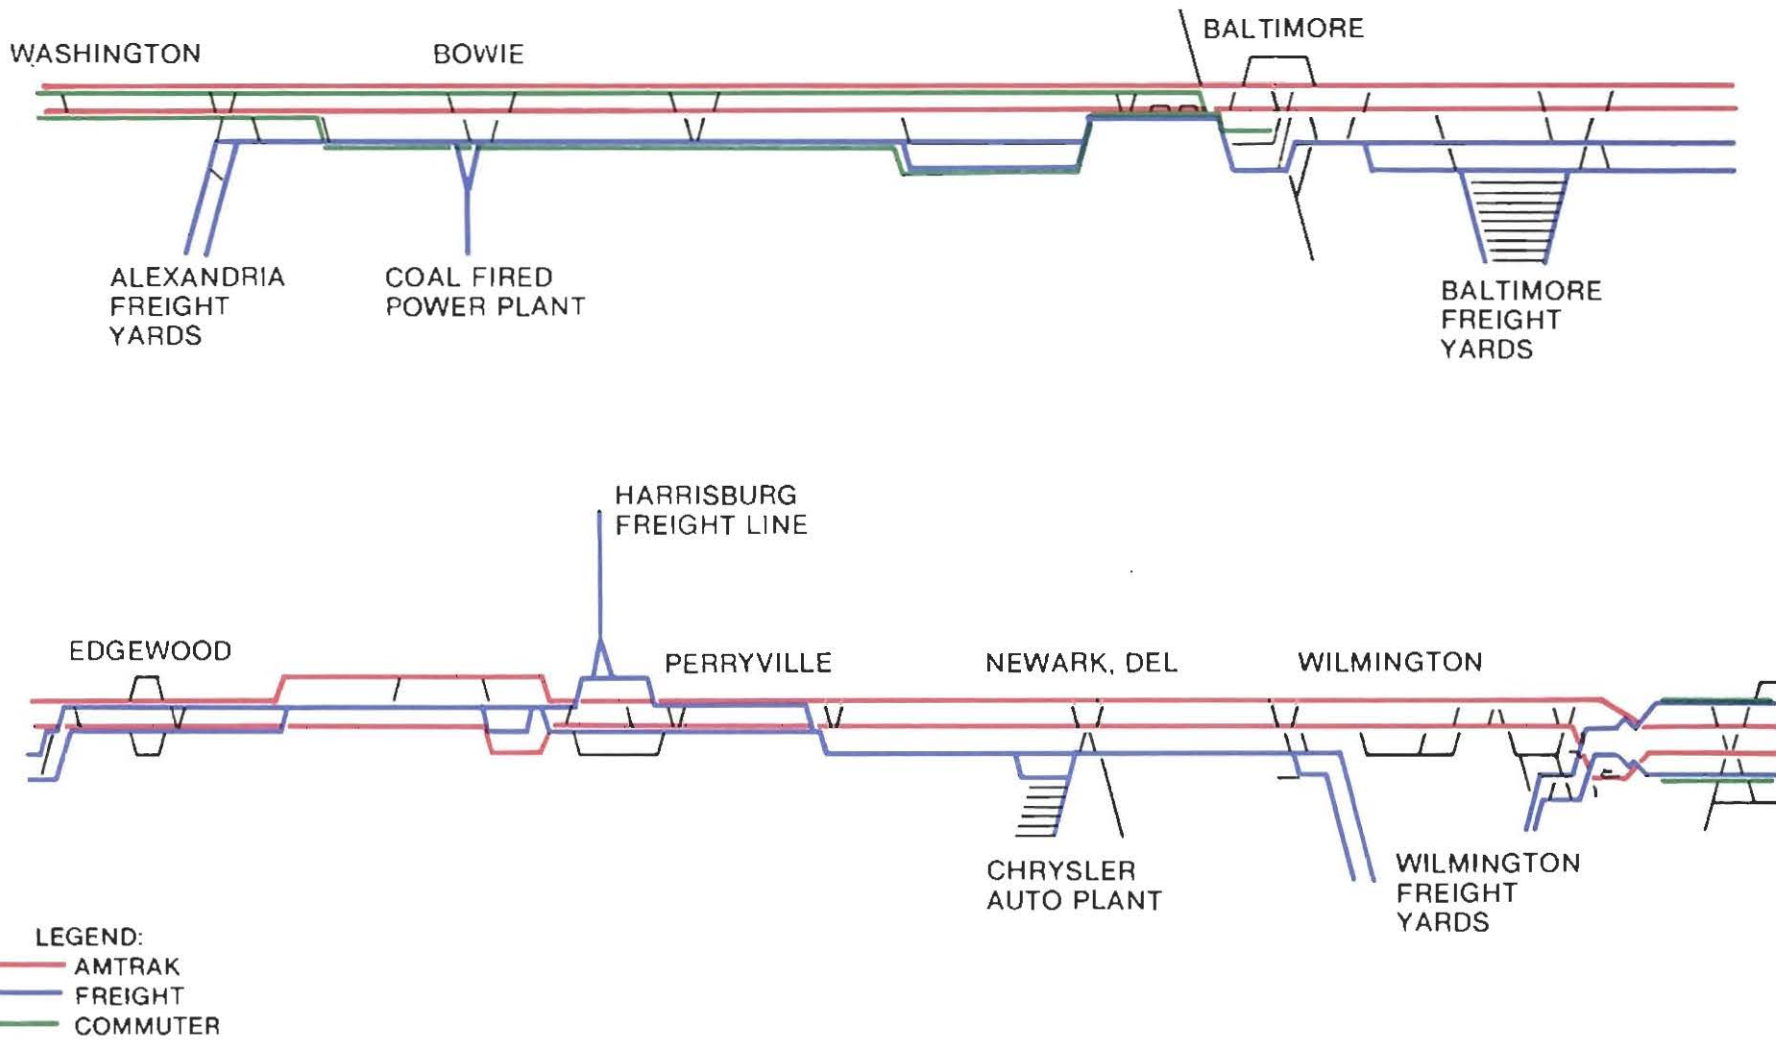 WASHINGTON
BOWIE
BALTIMORE
ALEXANDRIA
FREIGHT
YARDS
COAL FIRED
POWER PLANT
BALTIMORE
FREIGHT
YARDS
HARRISBURG
FREIGHT LINE
EDGEWOOD
PERRYVILLE
NEWARK, DEL
WILMINGTON
CHRYSLER
AUTO PLANT
WILMINGTON
FREIGHT
YARDS
LEGEND:
AMTRAK
FREIGHT
COMMUTER